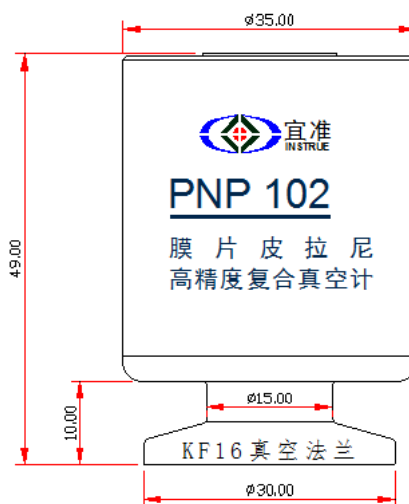 ø35.00
宜准
INSTRUE
PNP 102
49.00
膜片皮拉尼
高精度复合真空计
10.00
ø15.00
KF16真空法兰
ø30.00